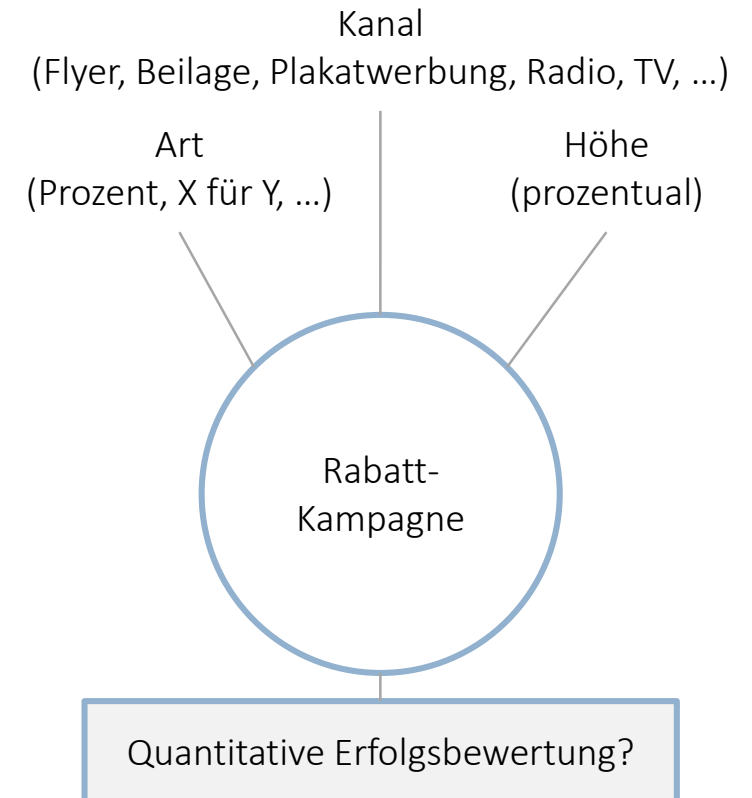 Kanal
(Flyer, Beilage, Plakatwerbung, Radio, TV, ...)
Art
(Prozent, X für Y, ...)
Höhe
(prozentual)
Rabatt-
Kampagne
Quantitative Erfolgsbewertung?